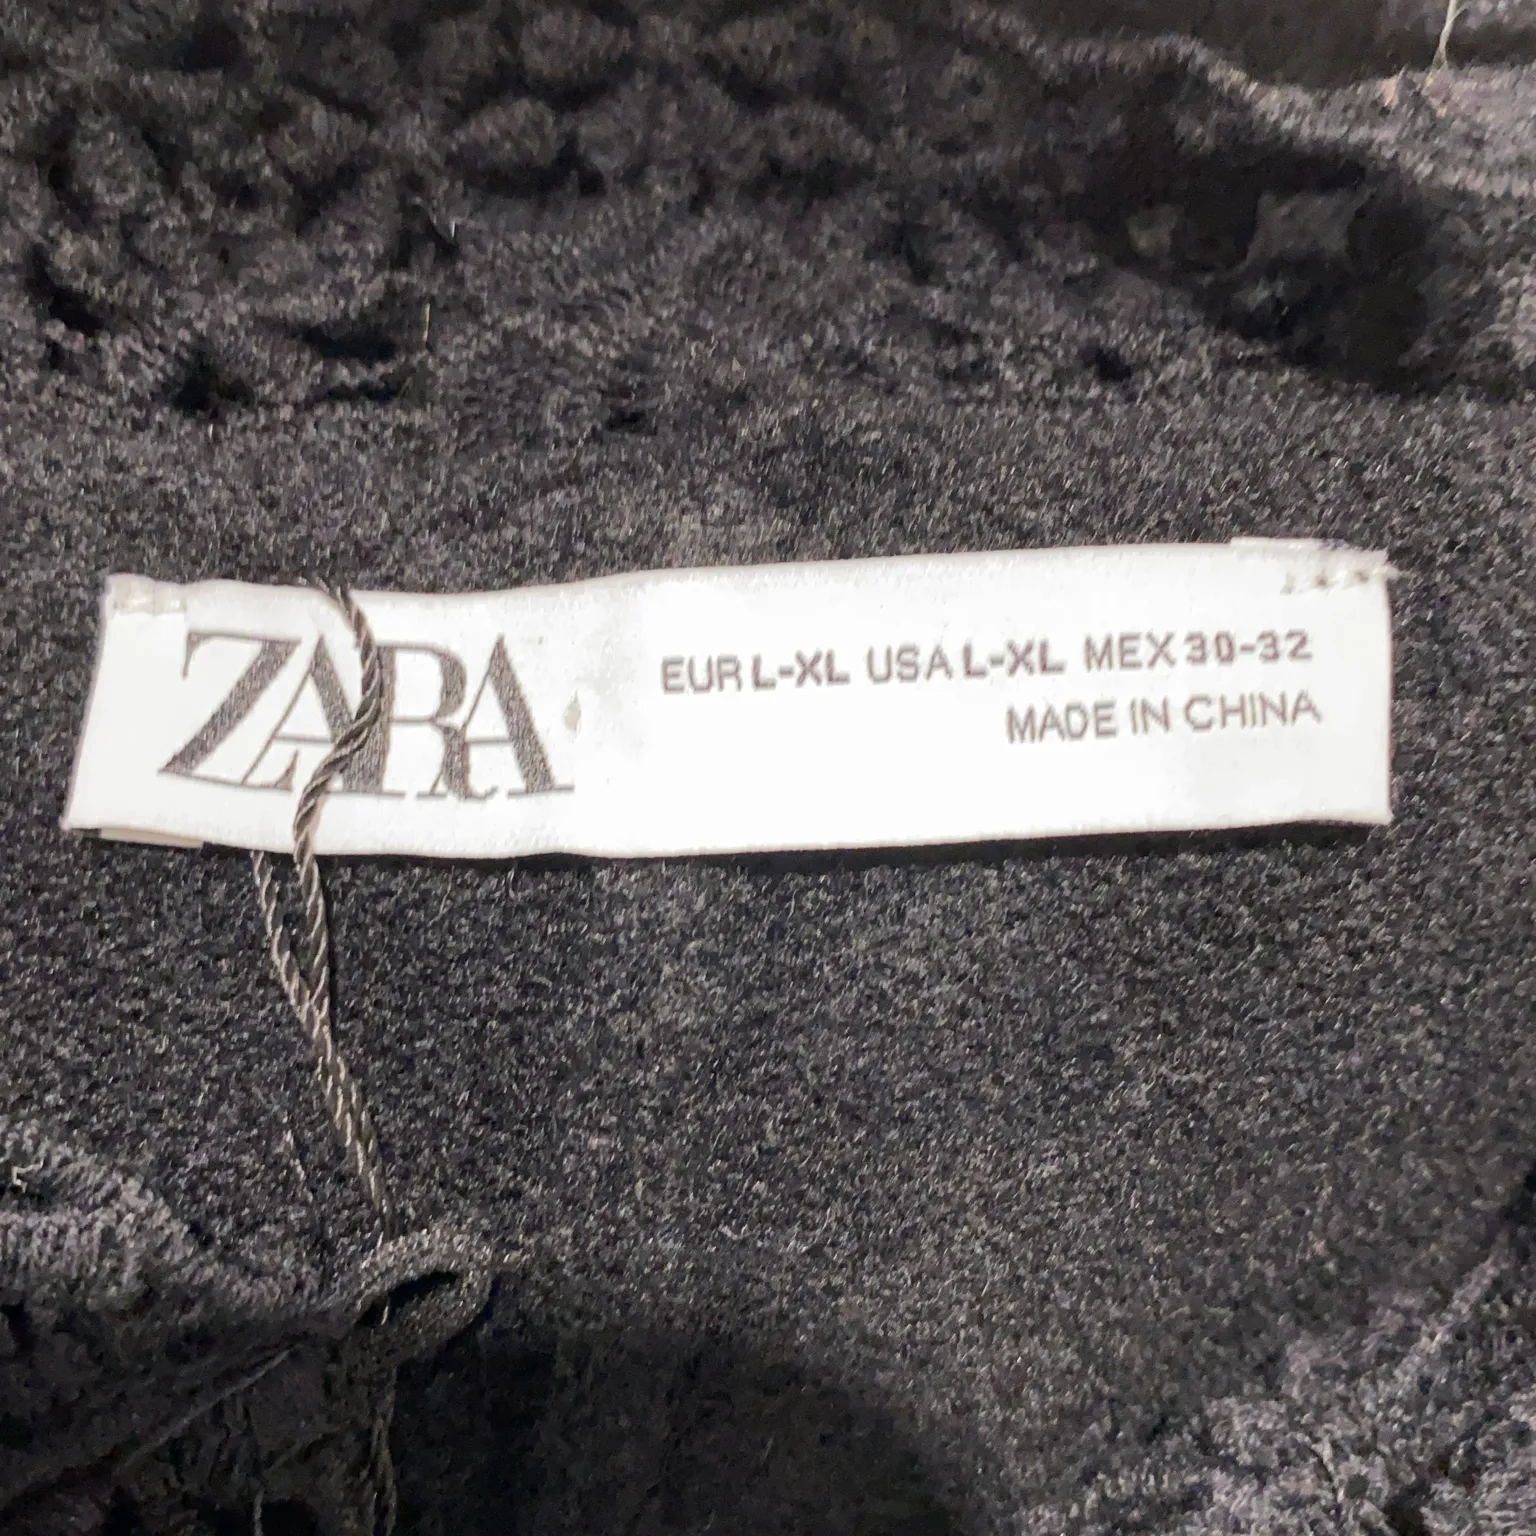 ZARA
EUR L-XL USA L-XL MEX 30-32
MADE IN CHINA